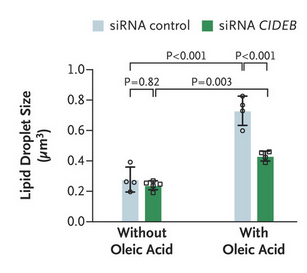 siRNA control siRNA CIDEB
P<0.001 P<0.001
P=0.82 P=0.003
1.0
0.8
0.6
0.4
0.2
0.0
Lipid Droplet Size
(μm³)
Without
Oleic Acid
With
Oleic Acid